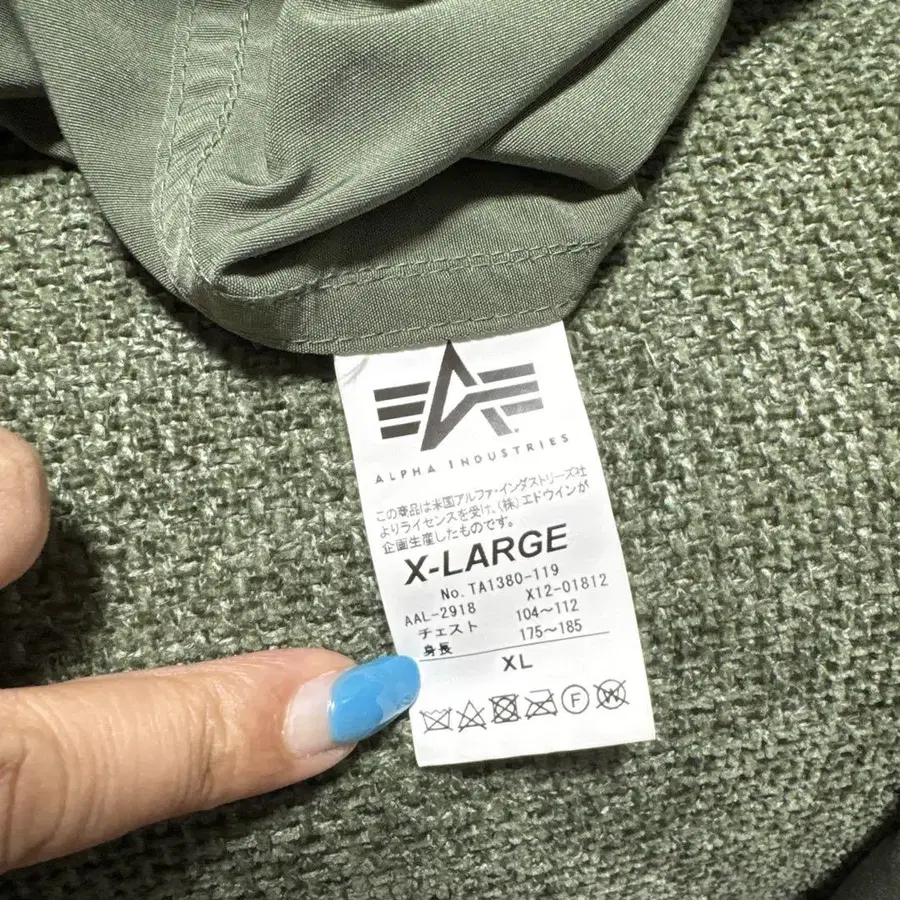 ALPHA INDUSTRIES
この商品は米国アルファ・インダストリーズ社
よりライセンスを受け、(株)エドウインが
企画生産したものです。
X-LARGE
No. TA1380-119
AAL-2918 X12-01812
チェスト 104～112
身長 175～185
XL
F W